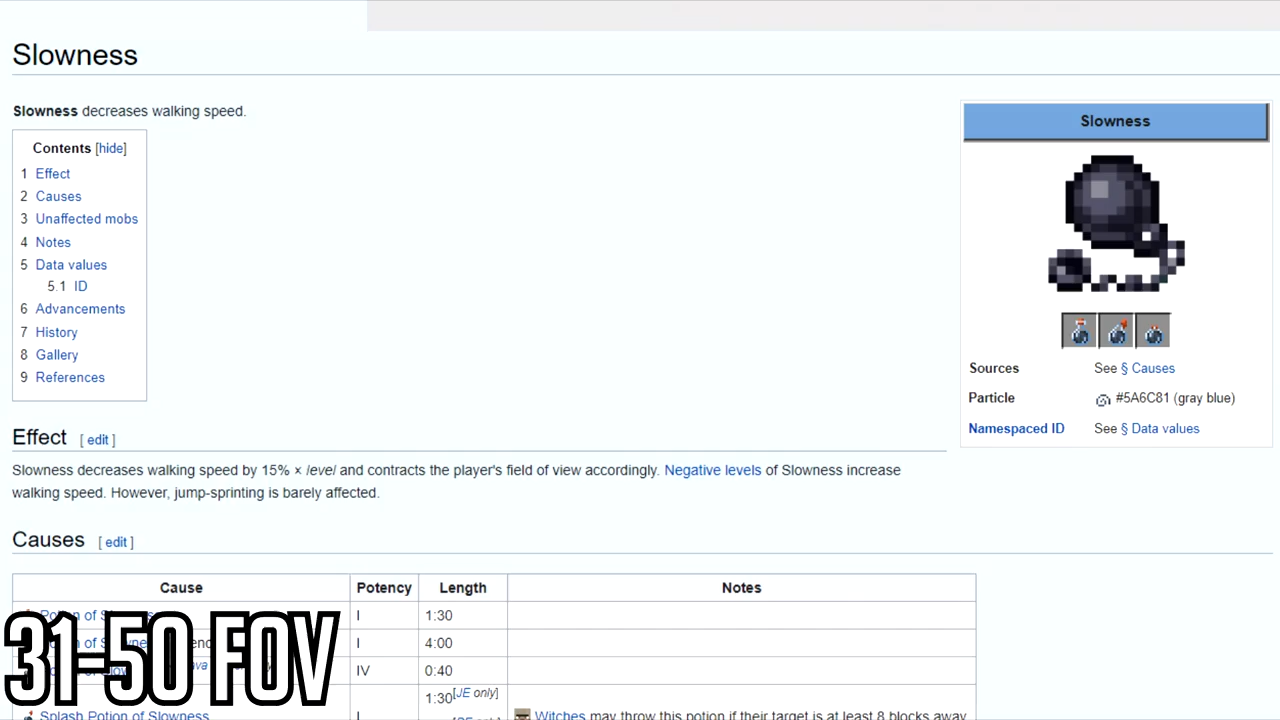 Slowness
Slowness decreases walking speed.
Contents [hide]
1 Effect
2 Causes
3 Unaffected mobs
4 Notes
5 Data values
5.1 ID
6 Advancements
7 History
8 Gallery
9 References
Slowness
Sources See § Causes
Particle #5A6C81 (gray blue)
Namespaced ID See § Data values
Effect [ edit ]
Slowness decreases walking speed by 15% × level and contracts the player's field of view accordingly. Negative levels of Slowness increase
walking speed. However, jump-sprinting is barely affected.
Causes [ edit ]
Cause Potency Length Notes
Potion of I 1:30
of I 4:00
IV 0:40
1:30[JE only]
Splash Potion of Slowness I Witches may throw this potion if their target is at least 8 blocks away
31-50 FOV